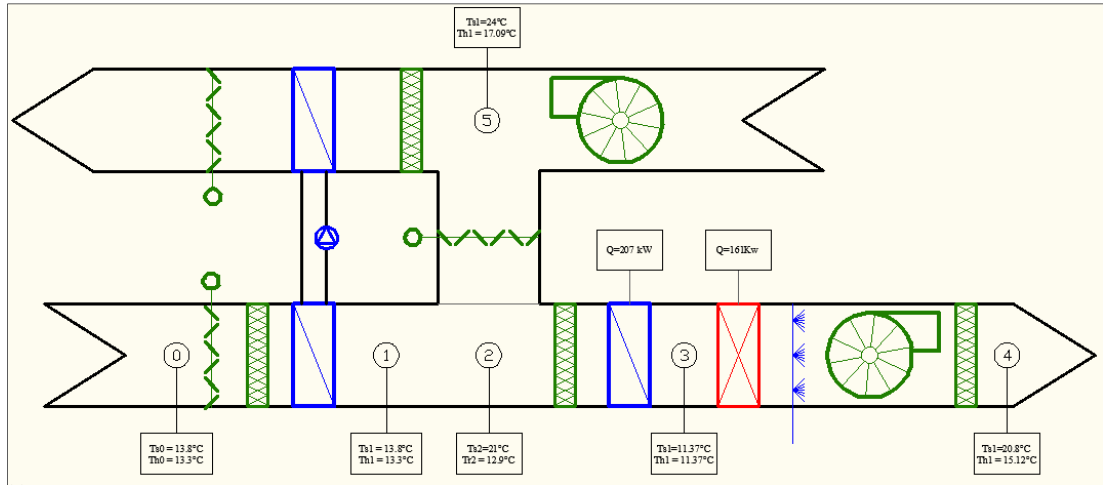 Ts1=24°C
Th1 = 17.09°C
5
Q=207 kW
Q=161Kw
0
1
2
3
4
Ts0 = 13.8°C
Th0 = 13.3°C
Ts1 = 13.8°C
Th1 = 13.3°C
Ts2=21°C
Tr2 = 12.9°C
Ts1=11.37°C
Th1 = 11.37°C
Ts1=20.8°C
Th1 = 15.12°C